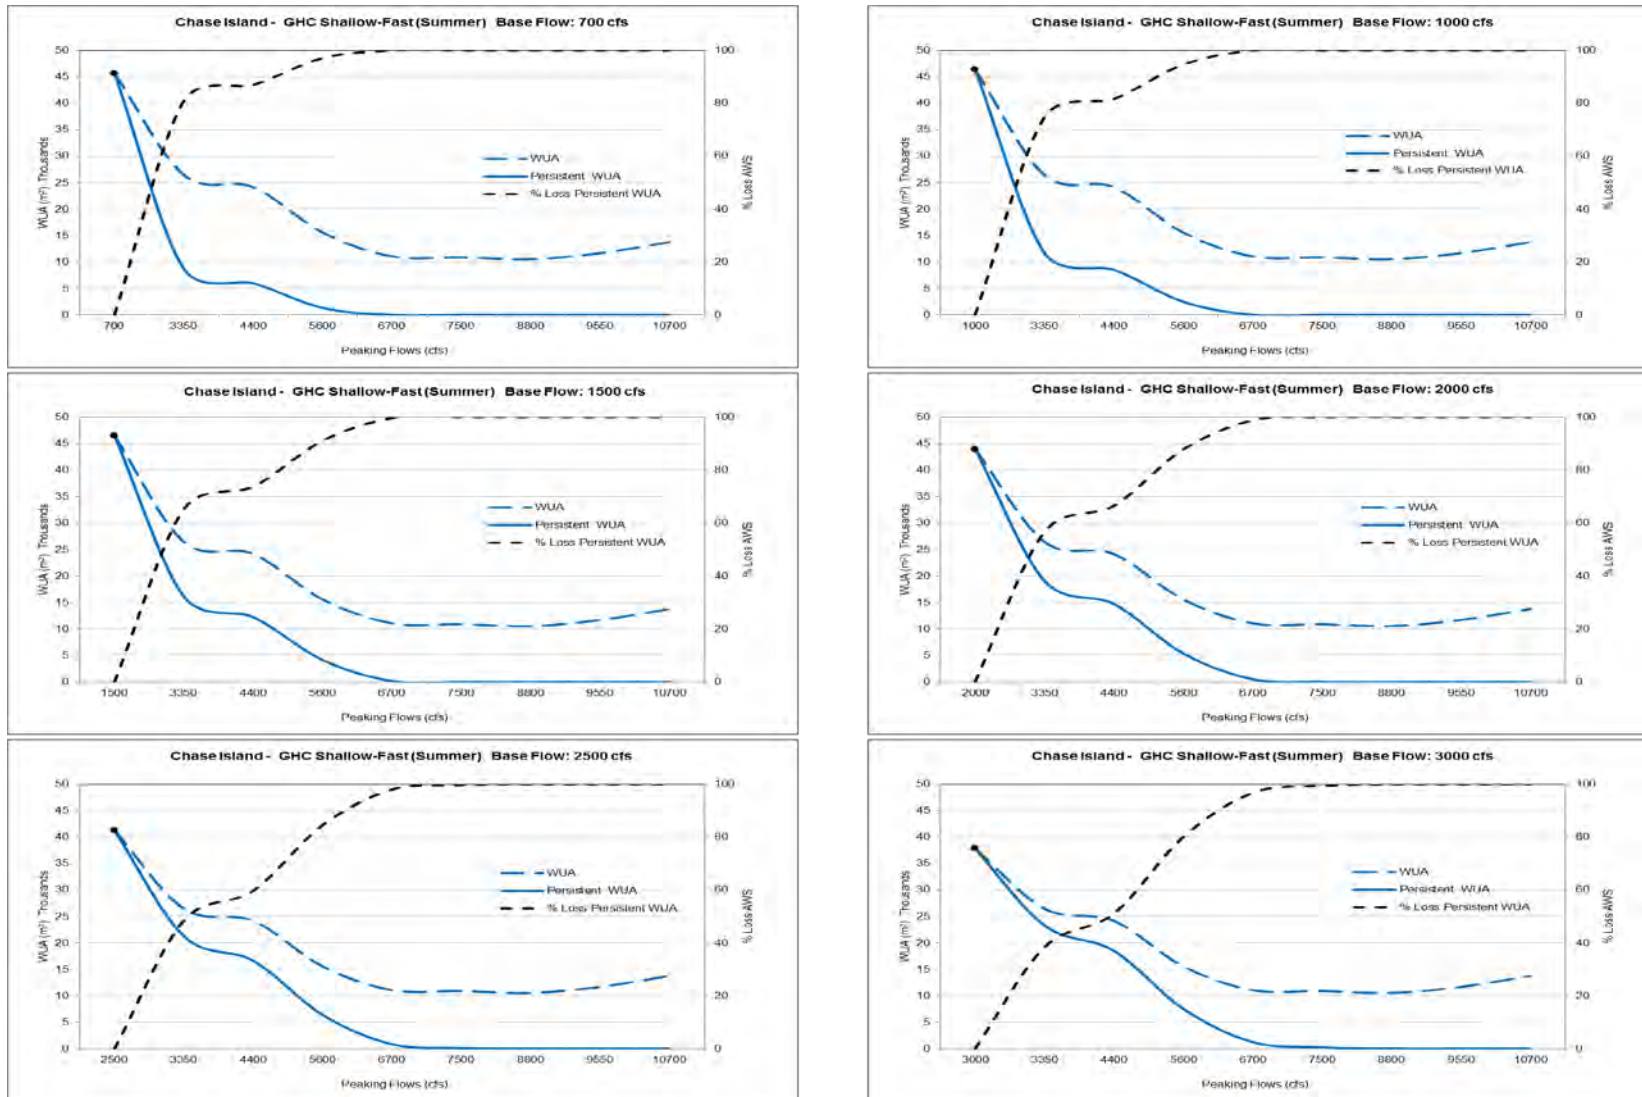 Chase Island - GHC Shallow-Fast (Summer) Base Flow: 700 cfs
50
45
40
35
30
25
20
15
10
5
0
WUA (m²) Thousands
100
80
60
40
20
0
% Loss AWS
WUA
Persistent WUA
% Loss Persistent WUA
700 3350 4400 5600 6700 7500 8800 9550 10700
Peaking Flows (cfs)
Chase Island - GHC Shallow-Fast (Summer) Base Flow: 1000 cfs
50
45
40
35
30
25
20
15
10
5
0
WUA (m²) Thousands
100
80
60
40
20
0
% Loss AWS
WUA
Persistent WUA
% Loss Persistent WUA
1000 3350 4400 5600 6700 7500 8800 9550 10700
Peaking Flows (cfs)
Chase Island - GHC Shallow-Fast (Summer) Base Flow: 1500 cfs
50
45
40
35
30
25
20
15
10
5
0
WUA (m²) Thousands
100
80
60
40
20
0
% Loss AWS
WUA
Persistent WUA
% Loss Persistent WUA
1500 3350 4400 5600 6700 7500 8800 9550 10700
Peaking Flows (cfs)
Chase Island - GHC Shallow-Fast (Summer) Base Flow: 2000 cfs
50
45
40
35
30
25
20
15
10
5
0
WUA (m²) Thousands
100
80
60
40
20
0
% Loss AWS
WUA
Persistent WUA
% Loss Persistent WUA
2000 3350 4400 5600 6700 7500 8800 9550 10700
Peaking Flows (cfs)
Chase Island - GHC Shallow-Fast (Summer) Base Flow: 2500 cfs
50
45
40
35
30
25
20
15
10
5
0
WUA (m²) Thousands
100
80
60
40
20
0
% Loss AWS
WUA
Persistent WUA
% Loss Persistent WUA
2500 3350 4400 5600 6700 7500 8800 9550 10700
Peaking Flows (cfs)
Chase Island - GHC Shallow-Fast (Summer) Base Flow: 3000 cfs
50
45
40
35
30
25
20
15
10
5
0
WUA (m²) Thousands
100
80
60
40
20
0
% Loss AWS
WUA
Persistent WUA
% Loss Persistent WUA
3000 3350 4400 5600 6700 7500 8800 9550 10700
Peaking Flows (cfs)